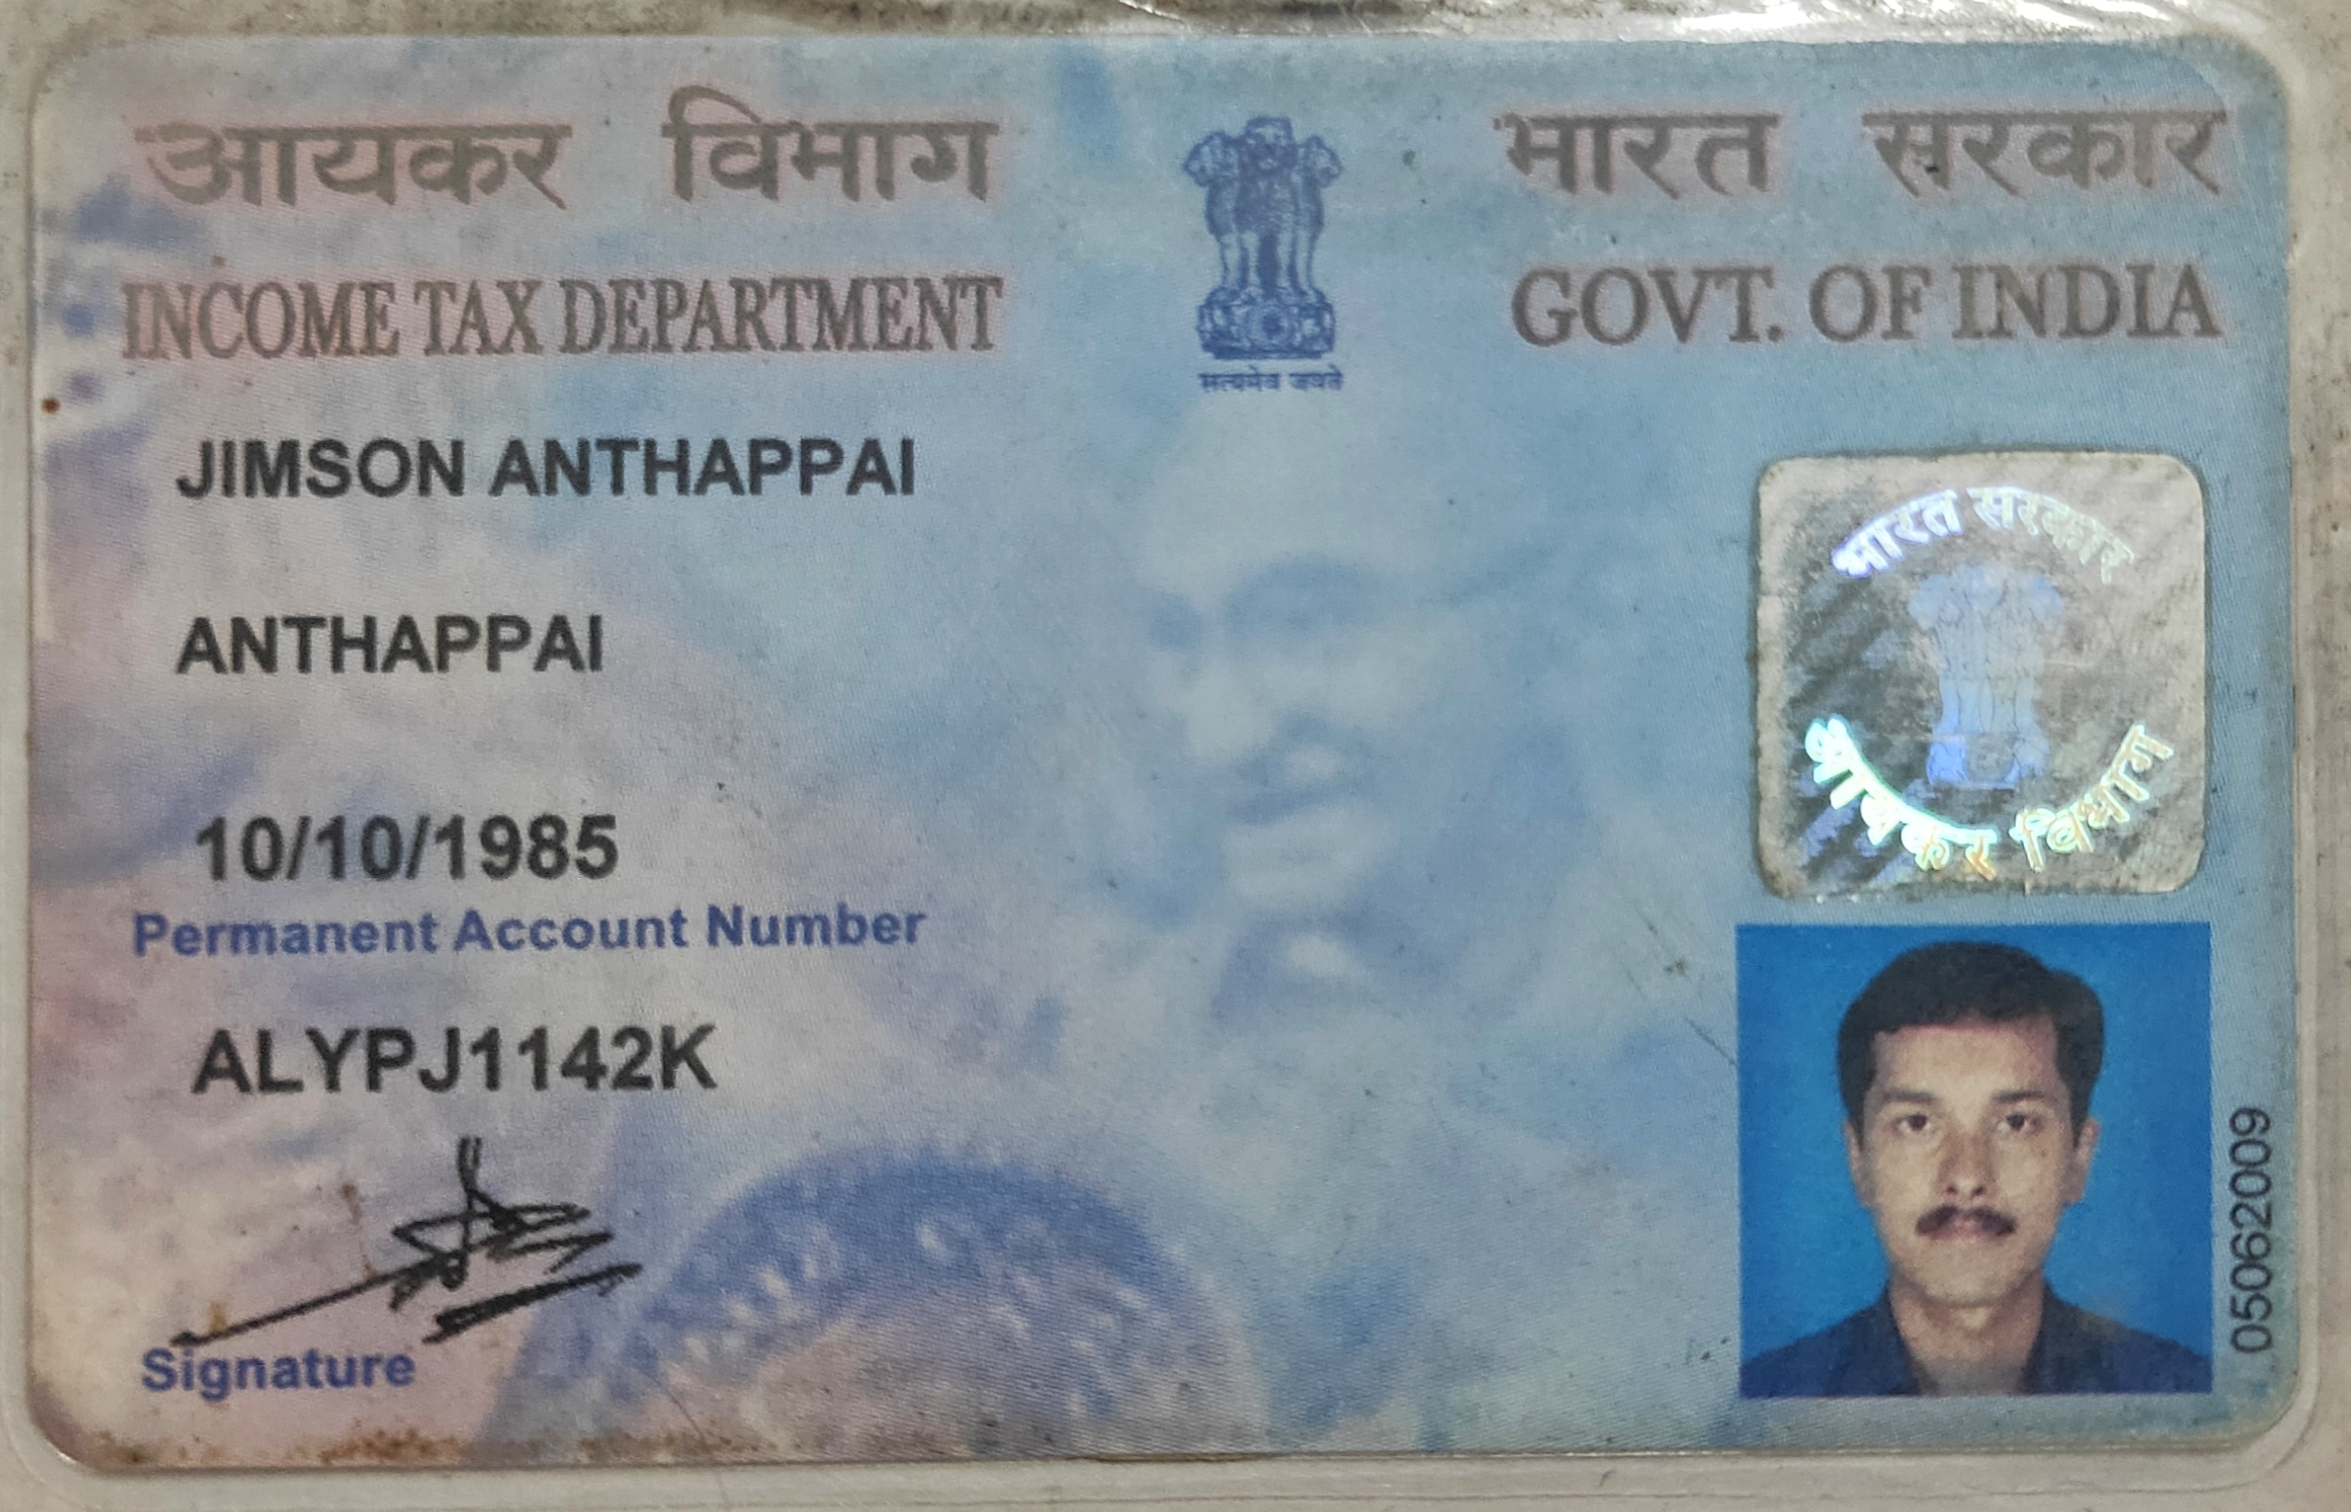 आयकर विभाग
INCOME TAX DEPARTMENT
सत्यमेव जयते
भारत सरकार
GOVT. OF INDIA
JIMSON ANTHAPPAI
ANTHAPPAI
10/10/1985
Permanent Account Number
ALYPJ1142K
Signature
भारत सरकार
आयकर विभाग
05062009